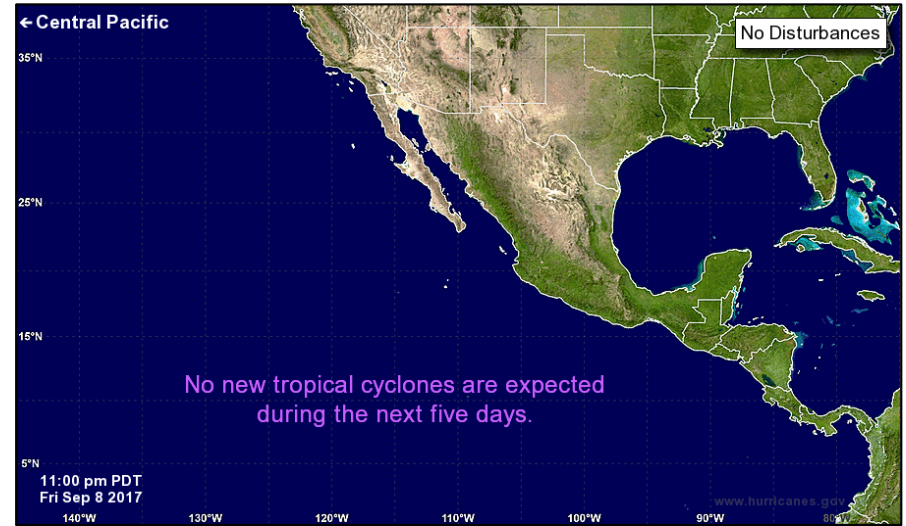 ← Central Pacific
No Disturbances
35°N
25°N
15°N
No new tropical cyclones are expected
during the next five days.
5°N
11:00 pm PDT
Fri Sep 8 2017
www.hurricanes.gov
140°W 130°W 120°W 110°W 100°W 90°W 80°W